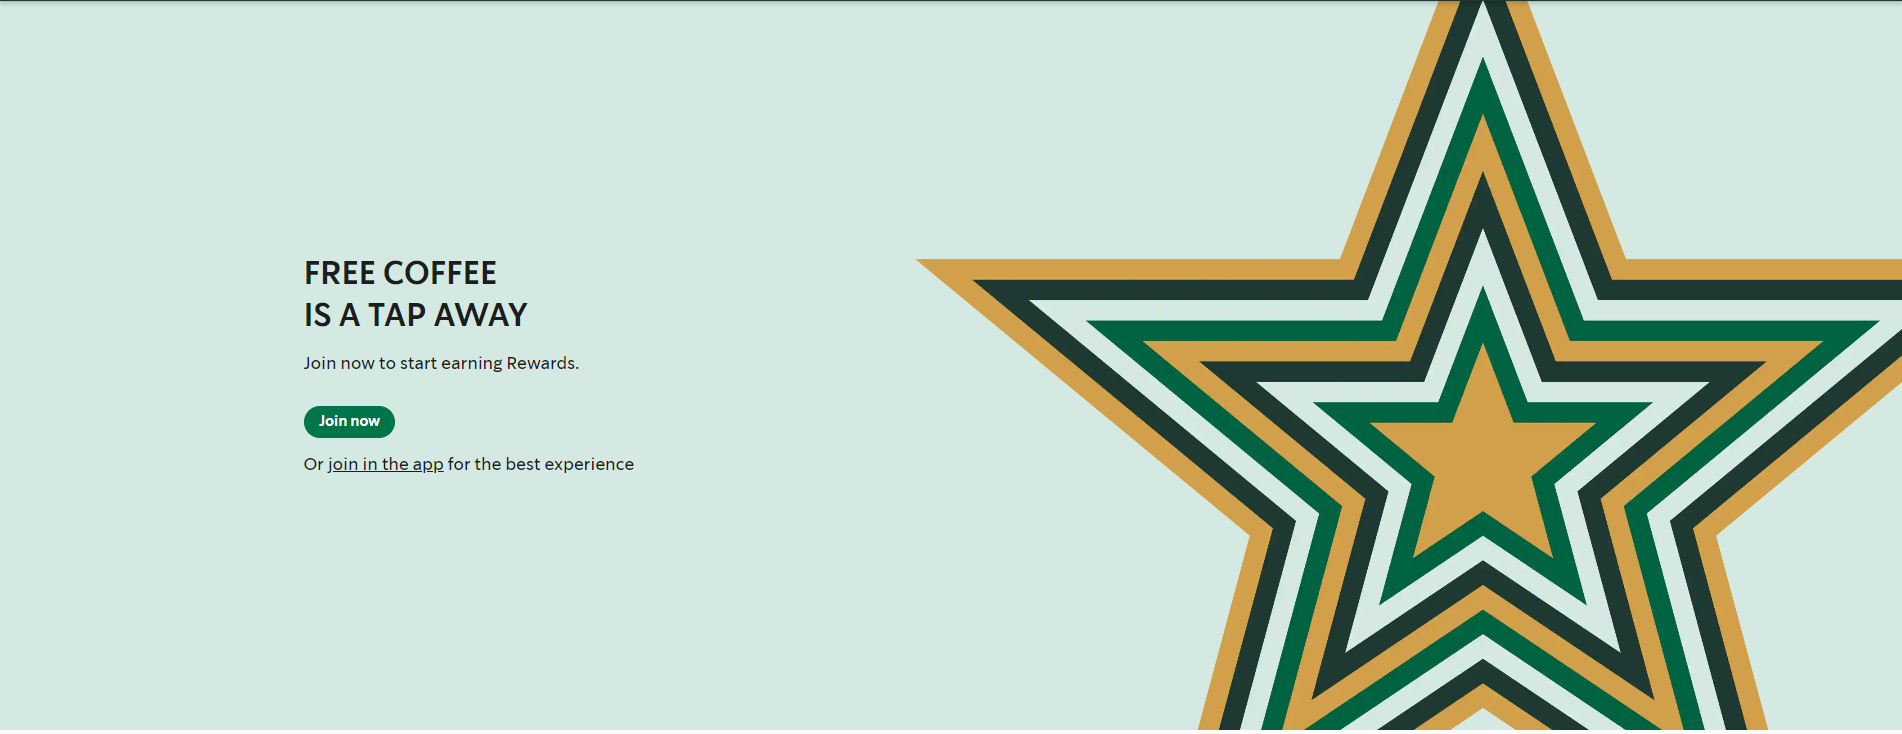 FREE COFFEE
IS A TAP AWAY
Join now to start earning Rewards.
Join now
Or join in the app for the best experience